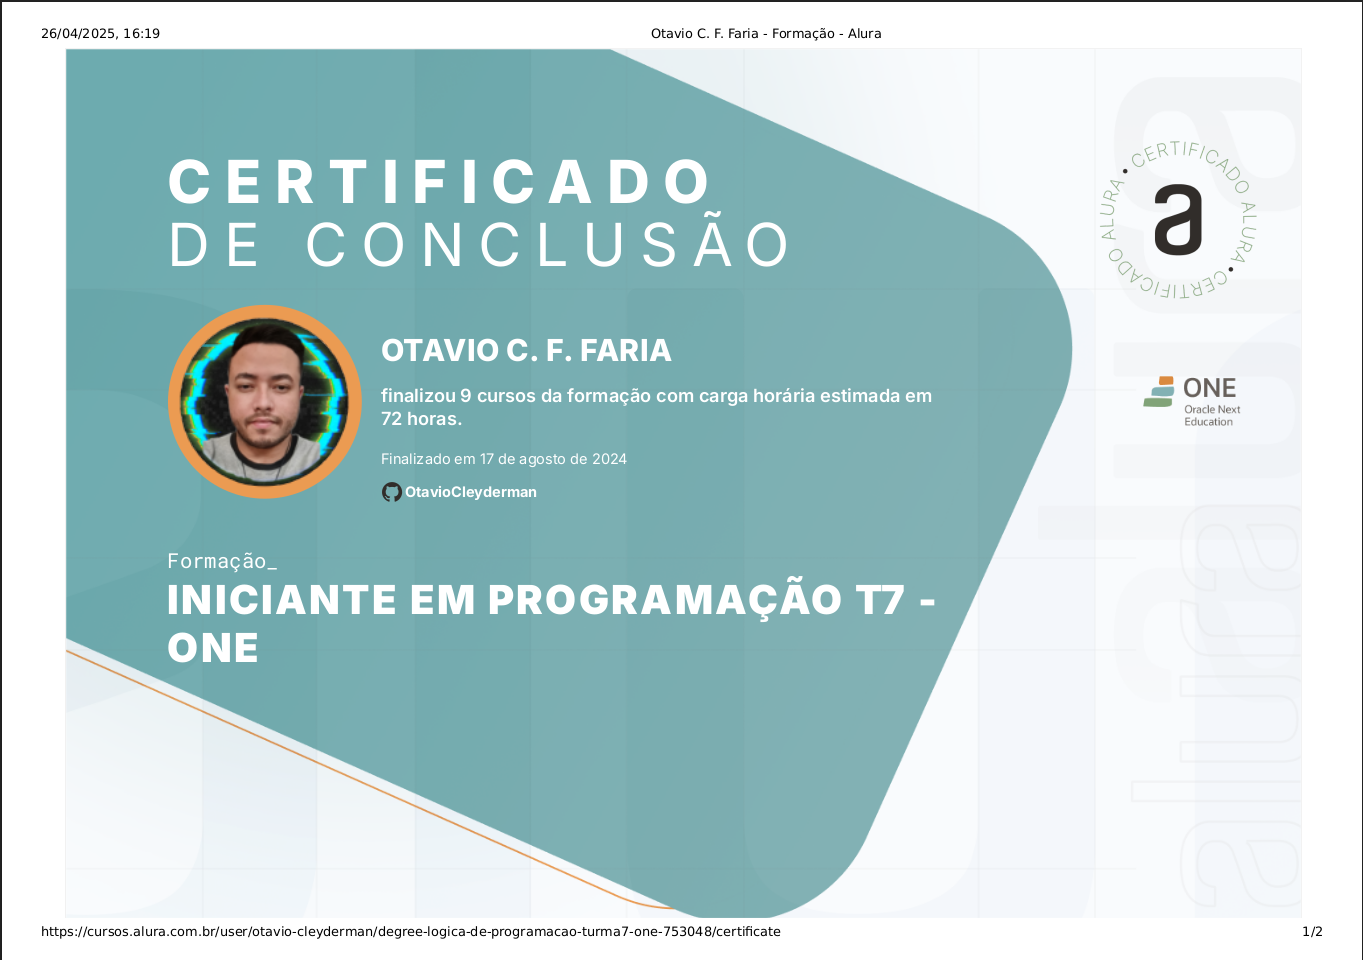 26/04/2025, 16:19
Otavio C. F. Faria - Formação - Alura
CERTIFICADO
DE CONCLUSÃO
CERTIFICADO ALURA • CERTIFICADO ALURA •
a
OTAVIO C. F. FARIA
finalizou 9 cursos da formação com carga horária estimada em
72 horas.
Finalizado em 17 de agosto de 2024
OtavioCleyderman
ONE
Oracle Next
Education
Formação_
INICIANTE EM PROGRAMAÇÃO T7 -
ONE
alura
alura
https://cursos.alura.com.br/user/otavio-cleyderman/degree-logica-de-programacao-turma7-one-753048/certificate
1/2